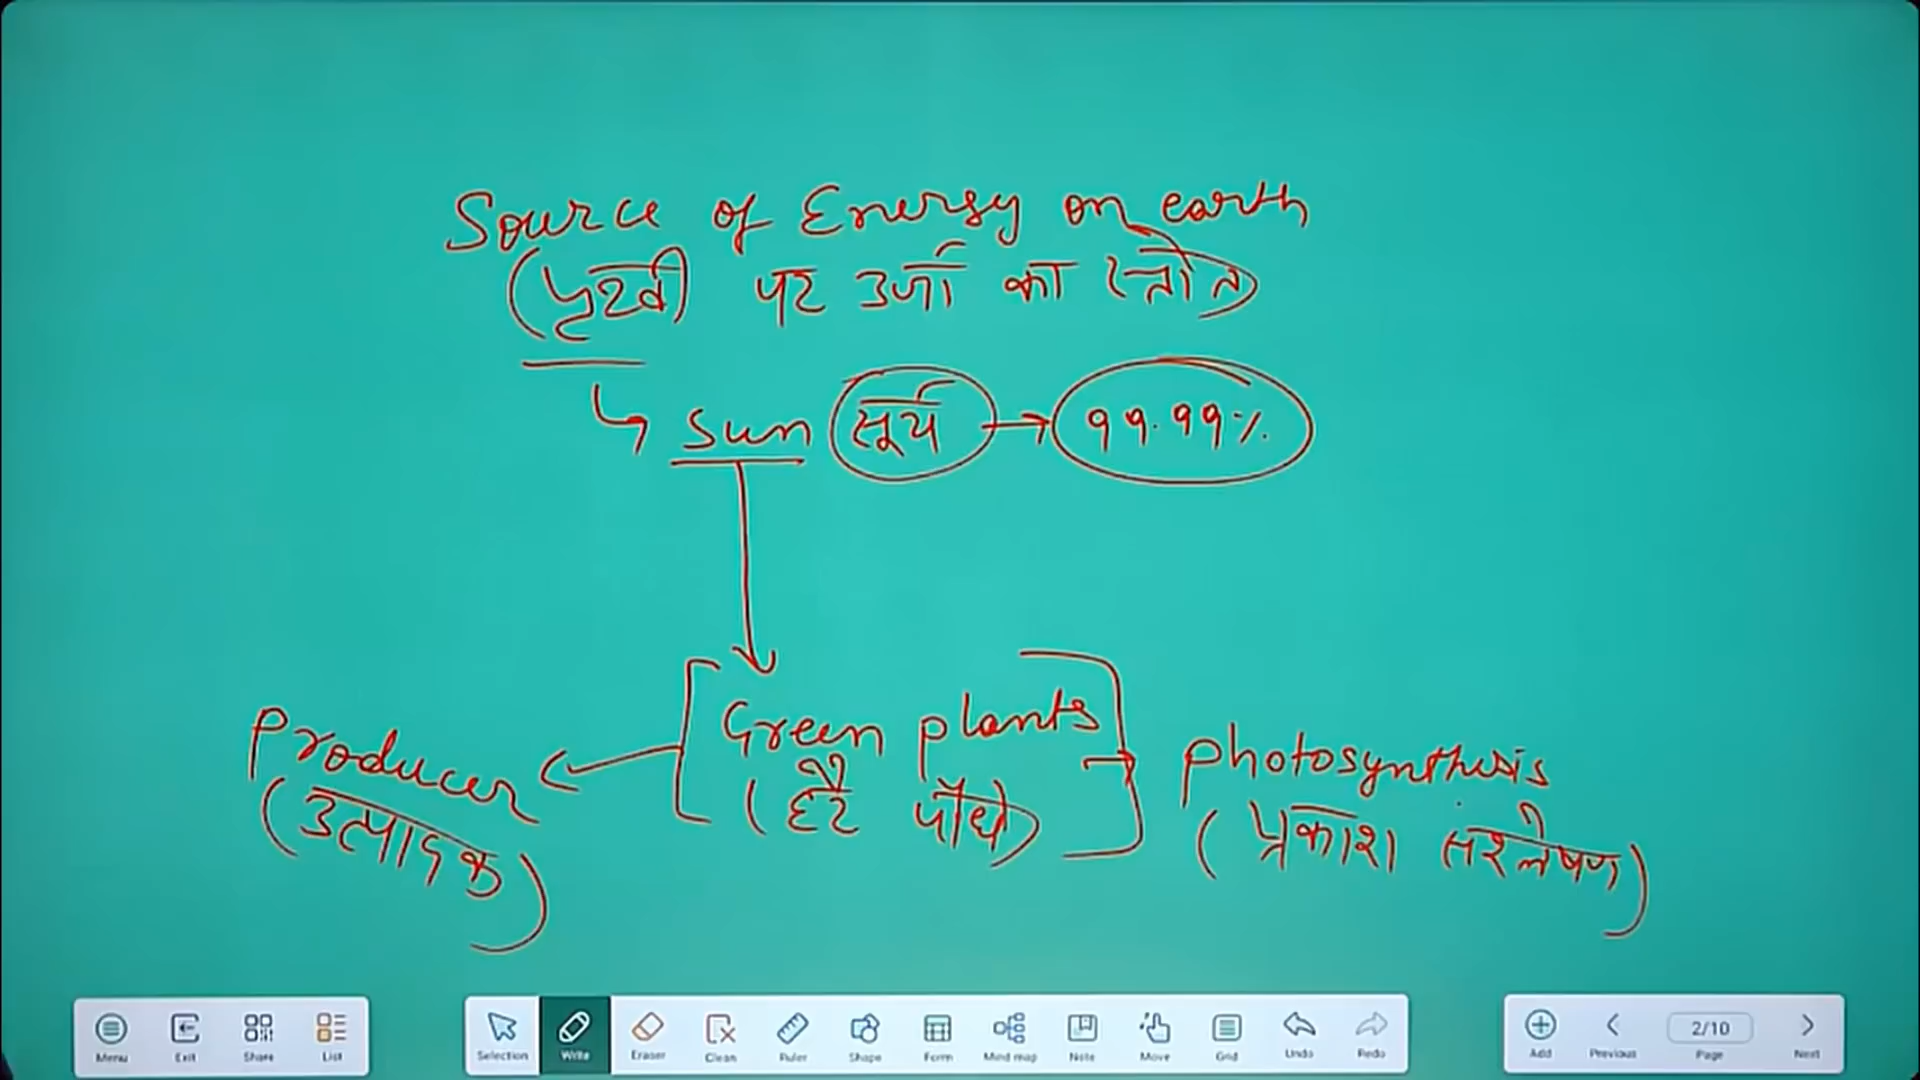 Source of Energy on earth
(पृथ्वी पर उर्जा का स्त्रोत)
sun सूर्य → 99.99%
Green plants
(हरे पौधे)
Producer
(उत्पादक)
Photosynthesis
(प्रकाश संश्लेषण)
Menu Exit Share List
Selection Write Eraser Clean Ruler Shape Form Mind map Note Move Grid Undo Redo
Add Previous 2/10 Page Next